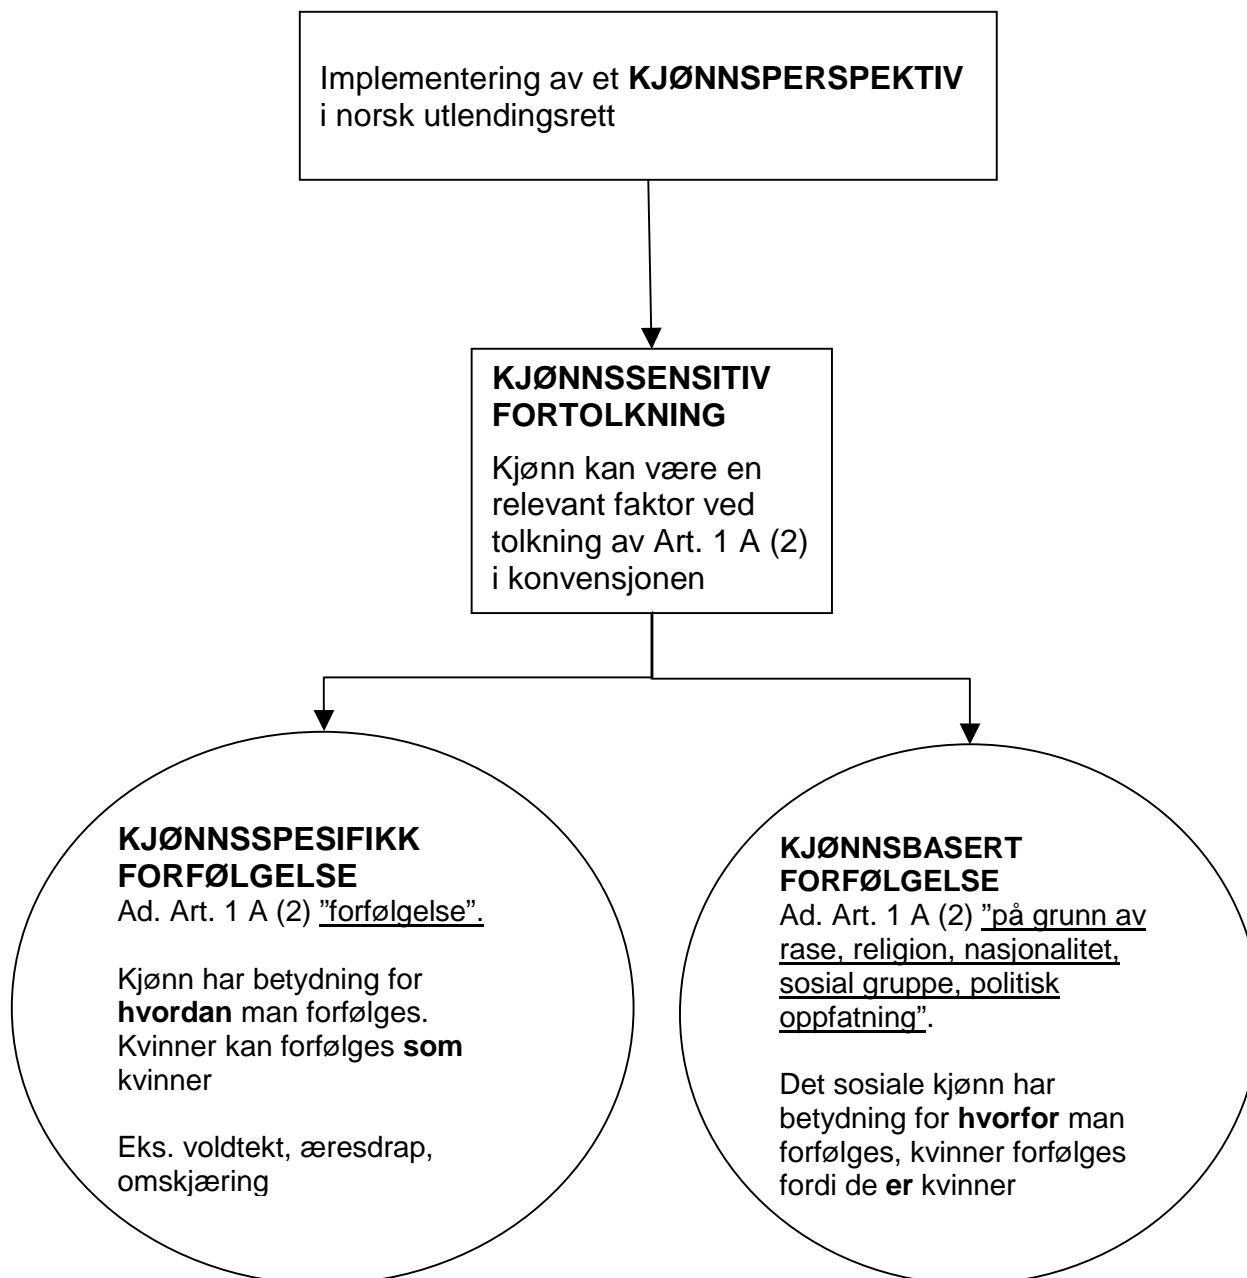 Implementering av et KJØNNSPERSPEKTIV
i norsk utlendingsrett
KJØNNSSENSITIV
FORTOLKNING
Kjønn kan være en
relevant faktor ved
tolkning av Art. 1 A (2)
i konvensjonen
KJØNNSSPESIFIKK
FORFØLGELSE
Ad. Art. 1 A (2) ”forfølgelse”.
Kjønn har betydning for
hvordan man forfølges.
Kvinner kan forfølges som
kvinner
Eks. voldtekt, æresdrap,
omskjæring
KJØNNSBASERT
FORFØLGELSE
Ad. Art. 1 A (2) ”på grunn av
rase, religion, nasjonalitet,
sosial gruppe, politisk
oppfatning”.
Det sosiale kjønn har
betydning for hvorfor man
forfølges, kvinner forfølges
fordi de er kvinner